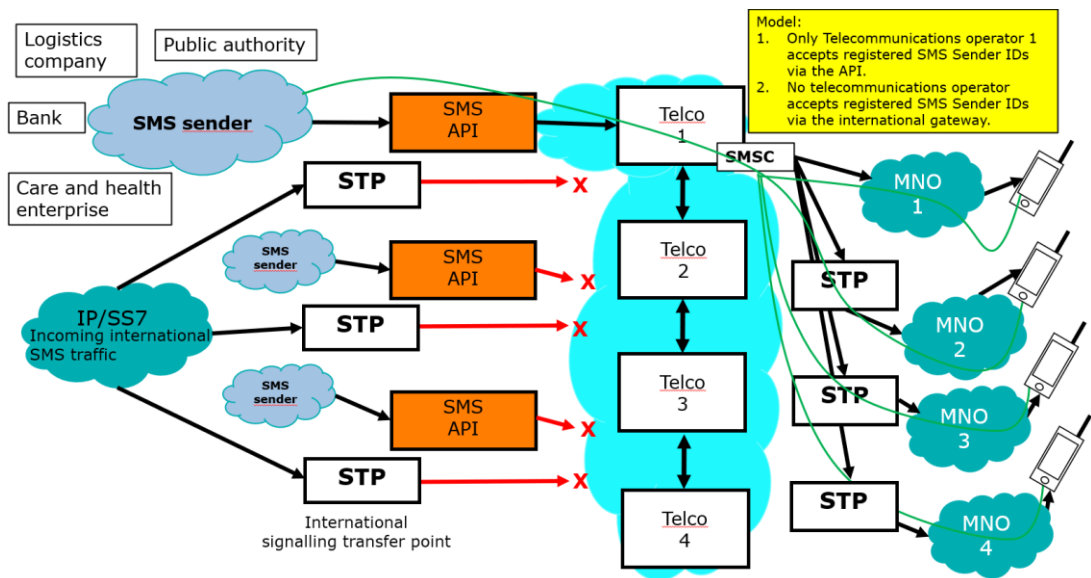 Logistics
company
Public authority
Bank
SMS sender
Care and health
enterprise
SMS
API
Telco
1
SMSC
Model:
1. Only Telecommunications operator 1
accepts registered SMS Sender IDs
via the API.
2. No telecommunications operator
accepts registered SMS Sender IDs
via the international gateway.
MNO
1
STP
X
SMS
sender
SMS
API
X
Telco
2
STP
MNO
2
IP/SS7
Incoming international
SMS traffic
STP
X
SMS
sender
SMS
API
X
Telco
3
STP
MNO
3
STP
X
International
signalling transfer point
Telco
4
STP
MNO
4